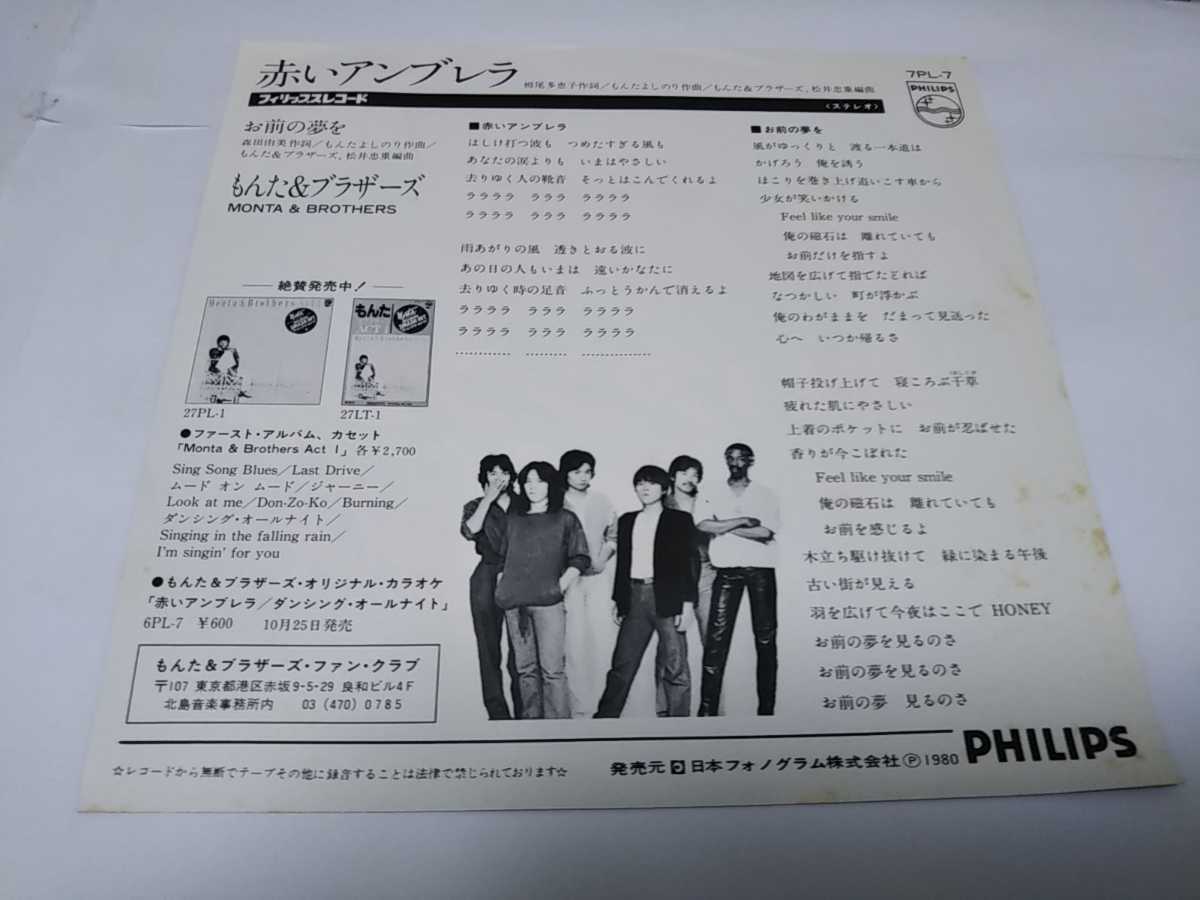 赤いアンブレラ
梅尾多恵子作詞/もんたよしのり作曲/もんた&ブラザーズ、松井忠重編曲
7PL-7
PHILIPS
フィリップスレコード
〈ステレオ〉
お前の夢を
森田由美作詞/もんたよしのり作曲/
もんた&ブラザーズ、松井忠重編曲
もんた&ブラザーズ
MONTA & BROTHERS
絶賛発売中!
Monta & Brothers
もんた
ACT I
27PL-1
27LT-1
●ファースト・アルバム、カセット
「Monta & Brothers Act I」各¥2,700
Sing Song Blues/Last Drive/
ムード オン ムード/ジャーニー/
Look at me/Don-Zo-Ko/Burning/
ダンシング・オールナイト/
Singing in the falling rain/
I'm singin' for you
●もんた&ブラザーズ・オリジナル・カラオケ
「赤いアンブレラ/ダンシング・オールナイト」
6PL-7 ¥600 10月25日発売
もんた&ブラザーズ・ファン・クラブ
〒107 東京都港区赤坂9-5-29 良和ビル4F
北島音楽事務所内 03(470)0785
■赤いアンブレラ
はしけ打つ波も つめたすぎる風も
あなたの涙よりも いまはやさしい
去りゆく人の靴音 そっとはこんでくれるよ
ララララ ラララ ララララ
ララララ ラララ ララララ
雨あがりの風 透きとおる波に
あの日の人もいまは 遠いかなたに
去りゆく時の足音 ふっとうかんで消えるよ
ララララ ラララ ララララ
ララララ ラララ ララララ
………… ……… ……………
■お前の夢を
風がゆっくりと 渡る一本道は
かげろう 俺を誘う
ほこりを巻き上げ追いこす車から
少女が笑いかける
Feel like your smile
俺の磁石は 離れていても
お前だけを指すよ
地図を広げて指でたどれば
なつかしい 町が浮かぶ
俺のわがままを だまって見送った
心へ いつか帰るさ
帽子投げ上げて 寝ころぶ干草
疲れた肌にやさしい
上着のポケットに お前が忍ばせた
香りが今こぼれた
Feel like your smile
俺の磁石は 離れていても
お前を感じるよ
木立ち駆け抜けて 緑に染まる午後
古い街が見える
羽を広げて今夜はここで HONEY
お前の夢を見るのさ
お前の夢を見るのさ
お前の夢 見るのさ
☆レコードから無断でテープその他に録音することは法律で禁じられております☆
発売元 日本フォノグラム株式会社Ⓟ1980
PHILIPS